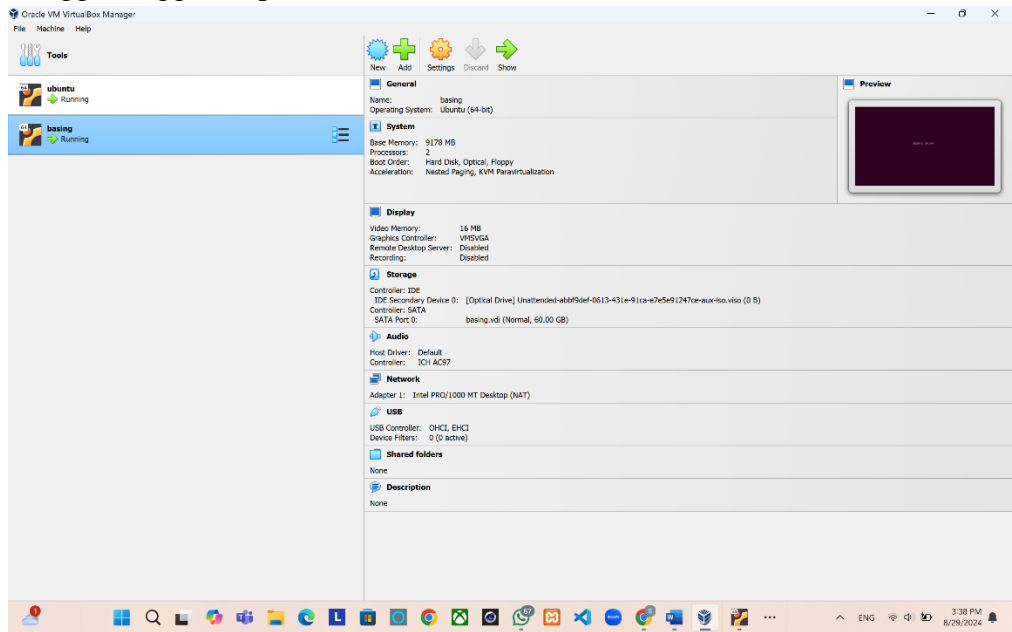 Oracle VM VirtualBox Manager
File Machine Help
Tools
New Add Settings Discard Show
ubuntu
Running
basing
Running
General
Name: basing
Operating System: Ubuntu (64-bit)
System
Base Memory: 9178 MB
Processors: 2
Boot Order: Hard Disk, Optical, Floppy
Acceleration: Nested Paging, KVM Paravirtualization
Preview
Display
Video Memory: 16 MB
Graphics Controller: VMSVGA
Remote Desktop Server: Disabled
Recording: Disabled
Storage
Controller: IDE
IDE Secondary Device 0: [Optical Drive] Unattended-abbf9def-0613-431e-91ca-e7e5e91247ce-aux-iso.viso (0 B)
Controller: SATA
SATA Port 0: basing.vdi (Normal, 60.00 GB)
Audio
Host Driver: Default
Controller: ICH AC97
Network
Adapter 1: Intel PRO/1000 MT Desktop (NAT)
USB
USB Controller: OHCI, EHCI
Device Filters: 0 (0 active)
Shared folders
None
Description
None
ENG
3:38 PM
8/29/2024